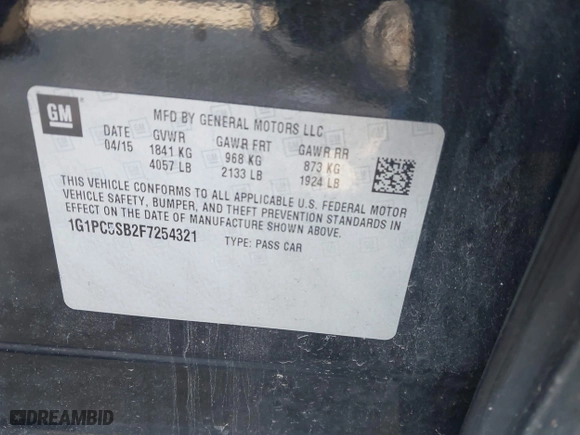 GM
MFD BY GENERAL MOTORS LLC
DATE GVWR GAWR FRT GAWR RR
04/15 1841 KG 968 KG 873 KG
4057 LB 2133 LB 1924 LB
THIS VEHICLE CONFORMS TO ALL APPLICABLE U.S. FEDERAL MOTOR
VEHICLE SAFETY, BUMPER, AND THEFT PREVENTION STANDARDS IN
EFFECT ON THE DATE OF MANUFACTURE SHOWN ABOVE.
1G1PC5SB2F7254321 TYPE: PASS CAR
DREAMBID